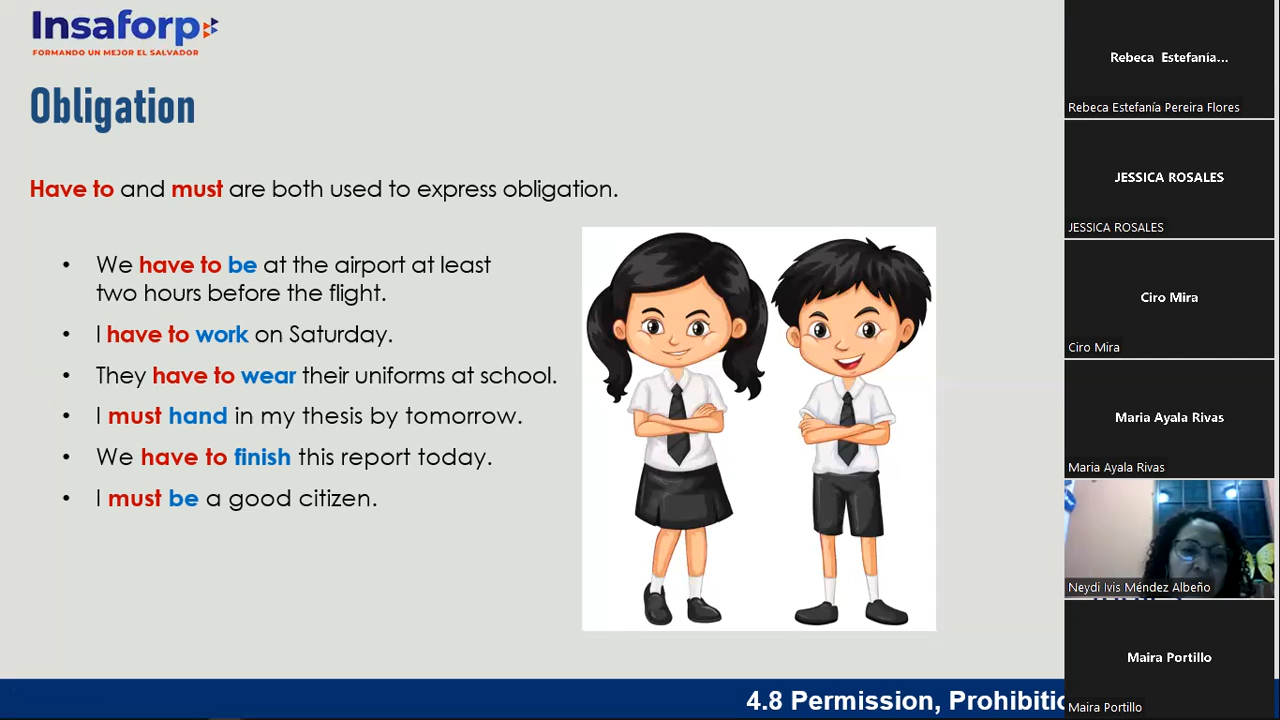 Insaforp
FORMANDO UN MEJOR EL SALVADOR
Obligation
Have to and must are both used to express obligation.
• We have to be at the airport at least
two hours before the flight.
• I have to work on Saturday.
• They have to wear their uniforms at school.
• I must hand in my thesis by tomorrow.
• We have to finish this report today.
• I must be a good citizen.
4.8 Permission, Prohibitio
Rebeca Estefanía...
Rebeca Estefanía Pereira Flores
JESSICA ROSALES
JESSICA ROSALES
Ciro Mira
Ciro Mira
Maria Ayala Rivas
Maria Ayala Rivas
Neydi Ivis Méndez Albeño
Maira Portillo
Maira Portillo